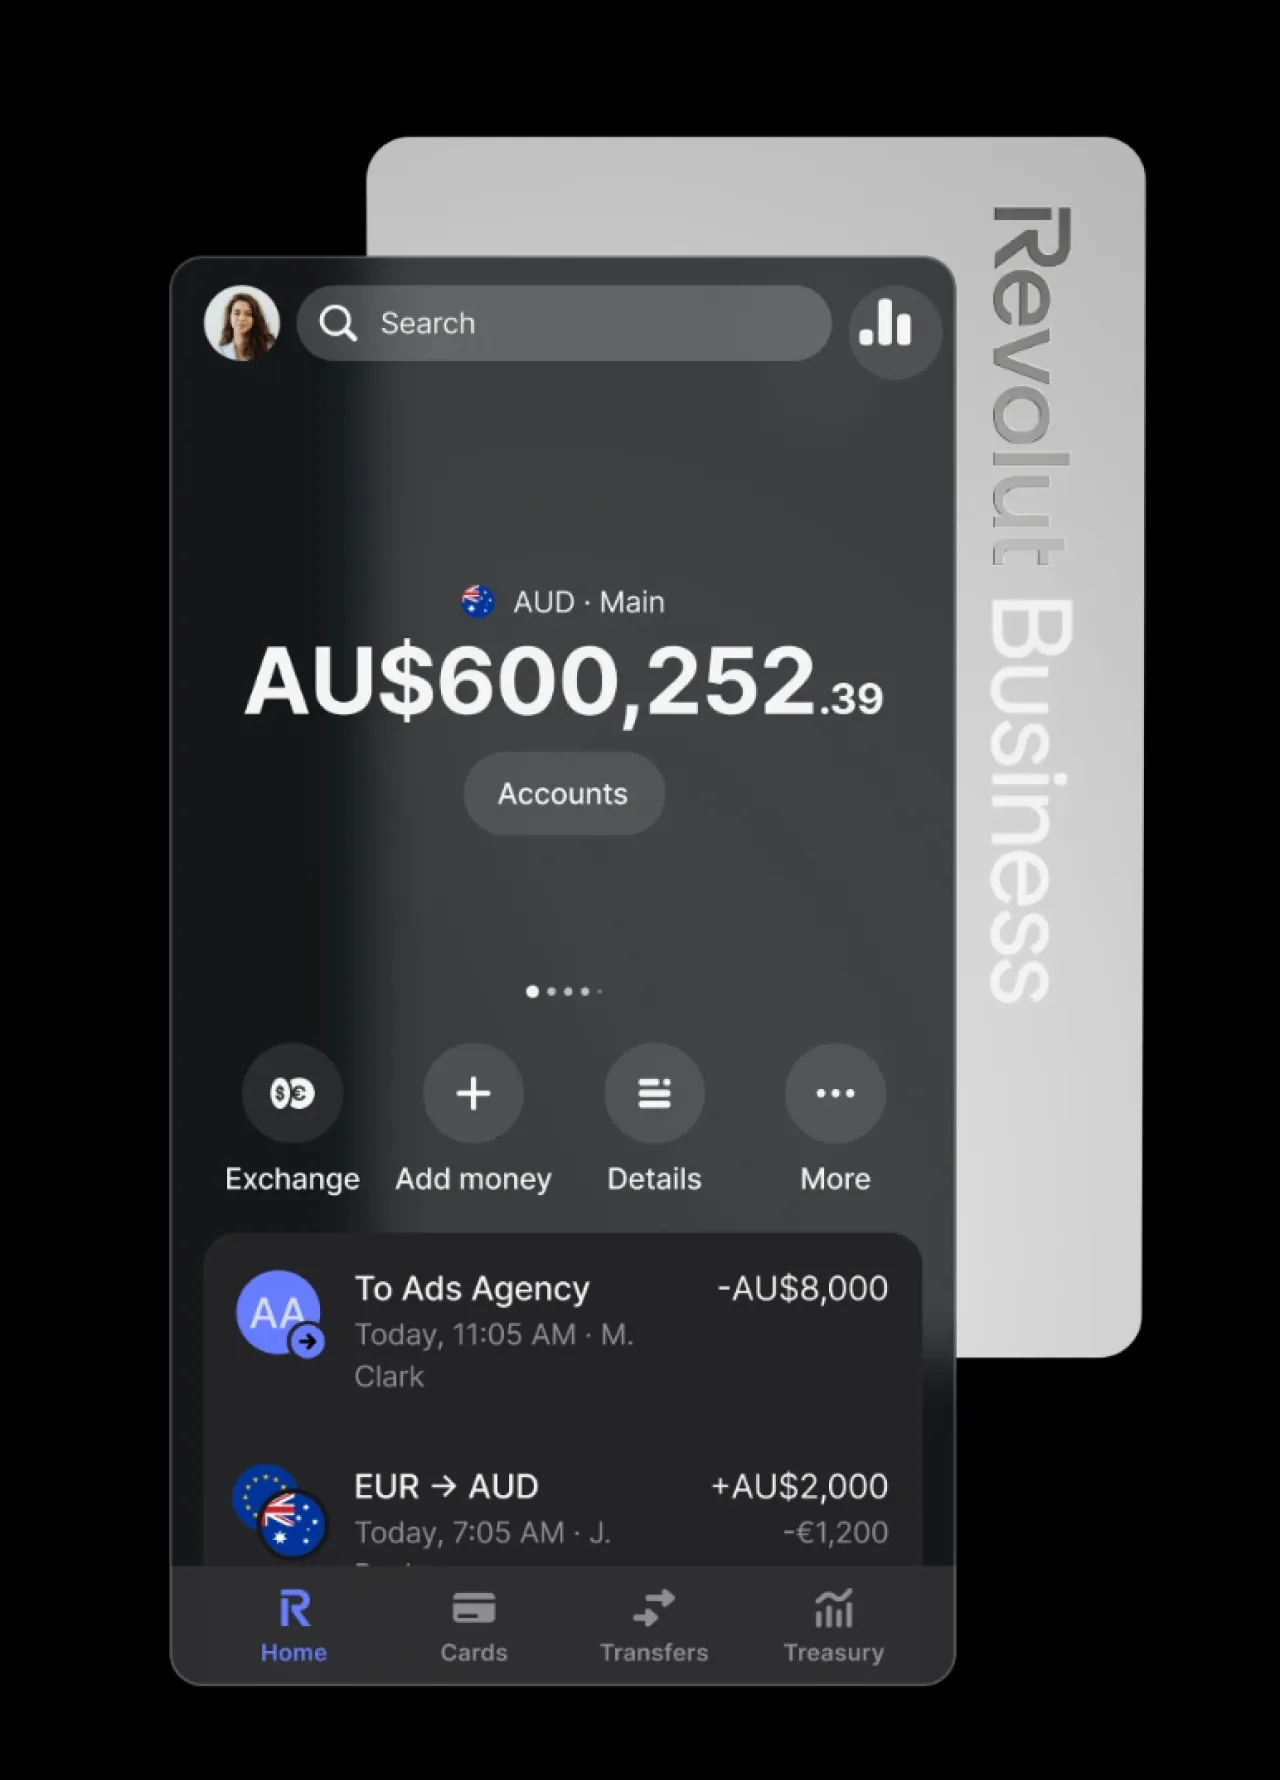 Revolut Business
Search
AUD · Main
AU$600,252.39
Accounts
Exchange
Add money
Details
More
AA
To Ads Agency
-AU$8,000
Today, 11:05 AM · M.
Clark
EUR → AUD
+AU$2,000
Today, 7:05 AM · J.
-€1,200
Home
Cards
Transfers
Treasury